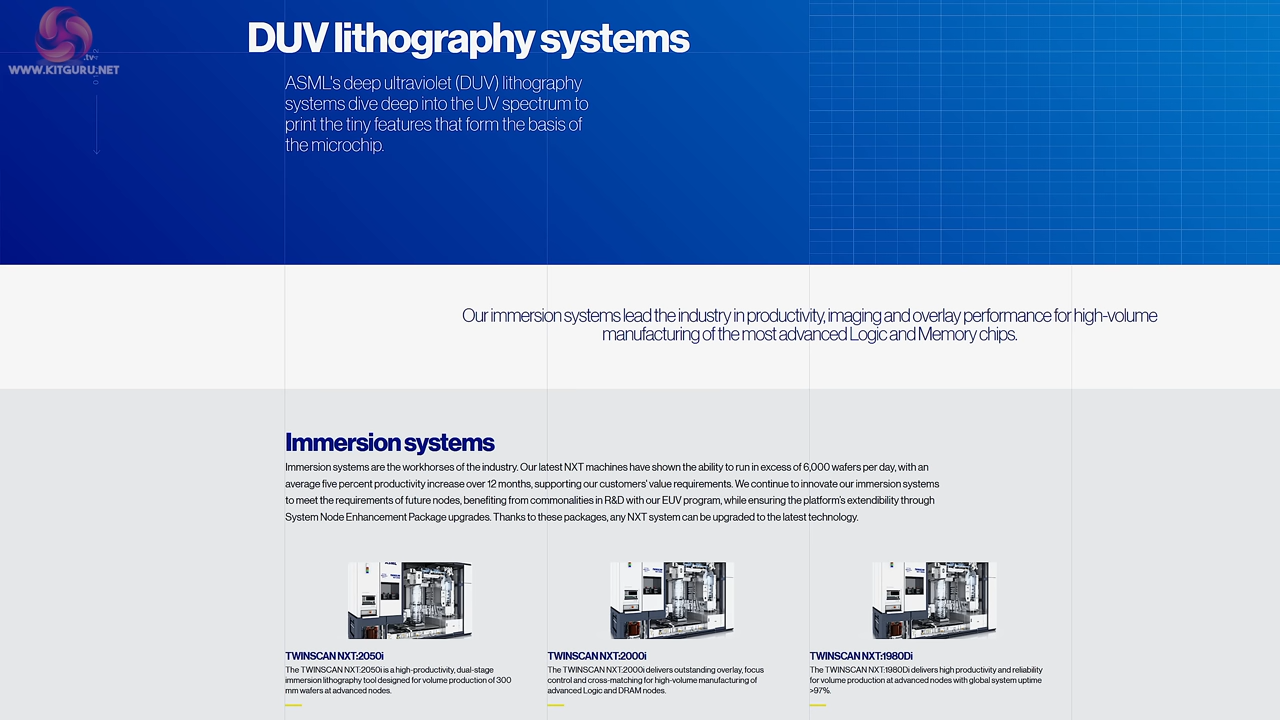 DUV lithography systems
.tv
WWW.KITGURU.NET
ASML's deep ultraviolet (DUV) lithography
systems dive deep into the UV spectrum to
print the tiny features that form the basis of
the microchip.
Our immersion systems lead the industry in productivity, imaging and overlay performance for high-volume
manufacturing of the most advanced Logic and Memory chips.
Immersion systems
Immersion systems are the workhorses of the industry. Our latest NXT machines have shown the ability to run in excess of 6,000 wafers per day, with an
average five percent productivity increase over 12 months, supporting our customers' value requirements. We continue to innovate our immersion systems
to meet the requirements of future nodes, benefiting from commonalities in R&D with our EUV program, while ensuring the platform's extendibility through
System Node Enhancement Package upgrades. Thanks to these packages, any NXT system can be upgraded to the latest technology.
TWINSCAN NXT:2050i
The TWINSCAN NXT:2050i is a high-productivity, dual-stage
immersion lithography tool designed for volume production of 300
mm wafers at advanced nodes.
TWINSCAN NXT:2000i
The TWINSCAN NXT:2000i delivers outstanding overlay, focus
control and cross-matching for high-volume manufacturing of
advanced Logic and DRAM nodes.
TWINSCAN NXT:1980Di
The TWINSCAN NXT:1980Di delivers high productivity and reliability
for volume production at advanced nodes with global system uptime
>97%.